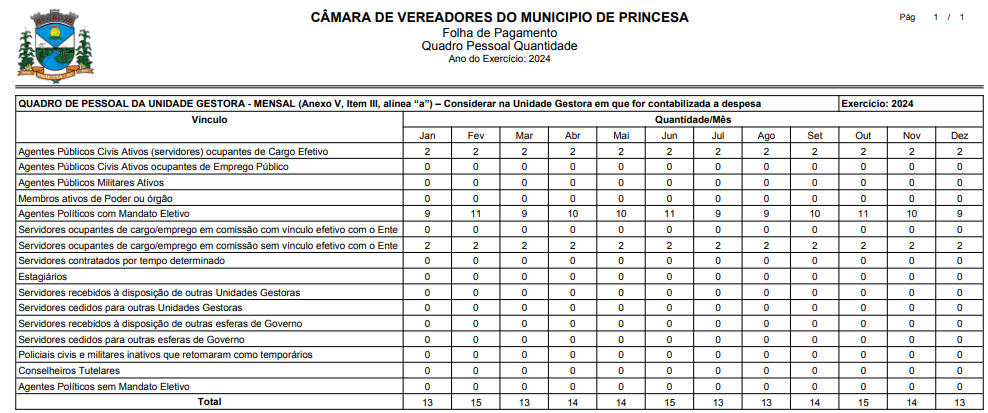 CÂMARA DE VEREADORES DO MUNICIPIO DE PRINCESA
Pág 1 / 1
Folha de Pagamento
Quadro Pessoal Quantidade
Ano do Exercício: 2024
QUADRO DE PESSOAL DA UNIDADE GESTORA - MENSAL (Anexo V, Item III, alínea “a”) – Considerar na Unidade Gestora em que for contabilizada a despesa Exercício: 2024
Vínculo Quantidade/Mês
Jan Fev Mar Abr Mai Jun Jul Ago Set Out Nov Dez
Agentes Públicos Civis Ativos (servidores) ocupantes de Cargo Efetivo 2 2 2 2 2 2 2 2 2 2 2 2
Agentes Públicos Civis Ativos ocupantes de Emprego Público 0 0 0 0 0 0 0 0 0 0 0 0
Agentes Públicos Militares Ativos 0 0 0 0 0 0 0 0 0 0 0 0
Membros ativos de Poder ou órgão 0 0 0 0 0 0 0 0 0 0 0 0
Agentes Políticos com Mandato Eletivo 9 11 9 10 10 11 9 9 10 11 10 9
Servidores ocupantes de cargo/emprego em comissão com vínculo efetivo com o Ente 0 0 0 0 0 0 0 0 0 0 0 0
Servidores ocupantes de cargo/emprego em comissão sem vínculo efetivo com o Ente 2 2 2 2 2 2 2 2 2 2 2 2
Servidores contratados por tempo determinado 0 0 0 0 0 0 0 0 0 0 0 0
Estagiários 0 0 0 0 0 0 0 0 0 0 0 0
Servidores recebidos à disposição de outras Unidades Gestoras 0 0 0 0 0 0 0 0 0 0 0 0
Servidores cedidos para outras Unidades Gestoras 0 0 0 0 0 0 0 0 0 0 0 0
Servidores recebidos à disposição de outras esferas de Governo 0 0 0 0 0 0 0 0 0 0 0 0
Servidores cedidos para outras esferas de Governo 0 0 0 0 0 0 0 0 0 0 0 0
Policiais civis e militares inativos que retornaram como temporários 0 0 0 0 0 0 0 0 0 0 0 0
Conselheiros Tutelares 0 0 0 0 0 0 0 0 0 0 0 0
Agentes Políticos sem Mandato Eletivo 0 0 0 0 0 0 0 0 0 0 0 0
Total 13 15 13 14 14 15 13 13 14 15 14 13